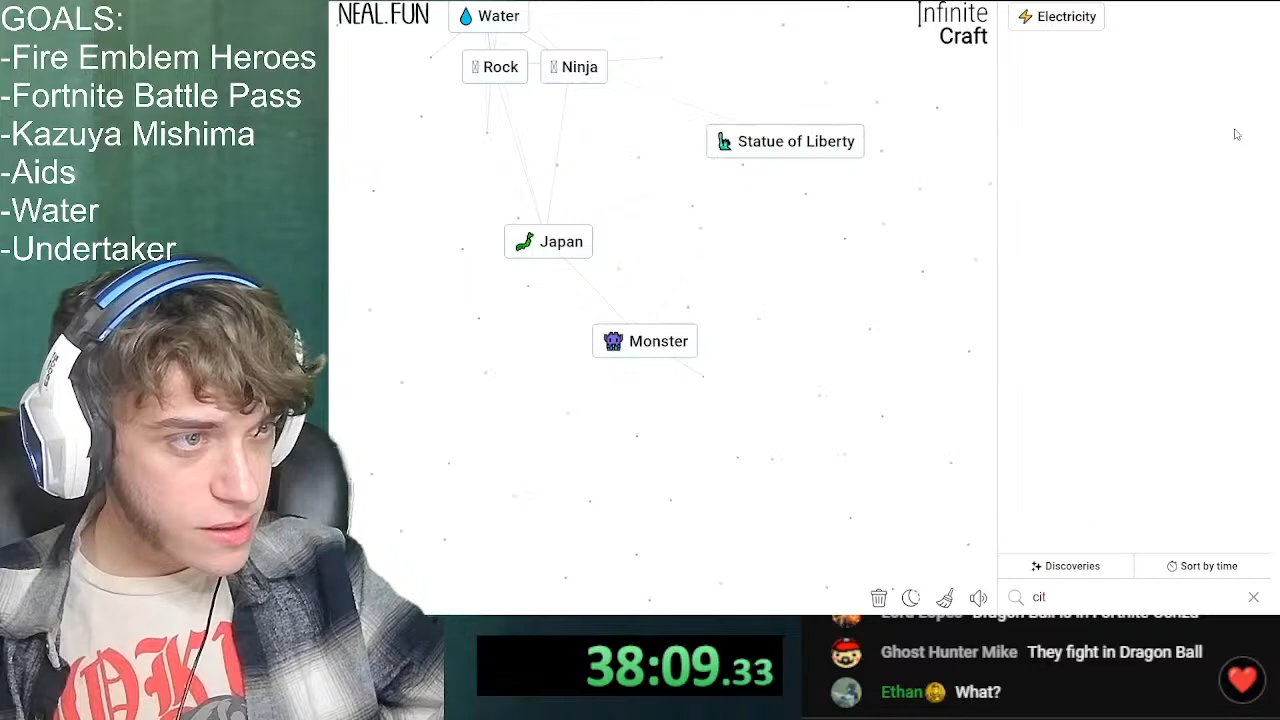 GOALS:
-Fire Emblem Heroes
-Fortnite Battle Pass
-Kazuya Mishima
-Aids
-Water
-Undertaker
NEAL.FUN
Water
Infinite
Craft
Electricity
Rock
Ninja
Statue of Liberty
Japan
Monster
Discoveries
Sort by time
cit
38:09.33
Ghost Hunter Mike They fight in Dragon Ball
Ethan What?